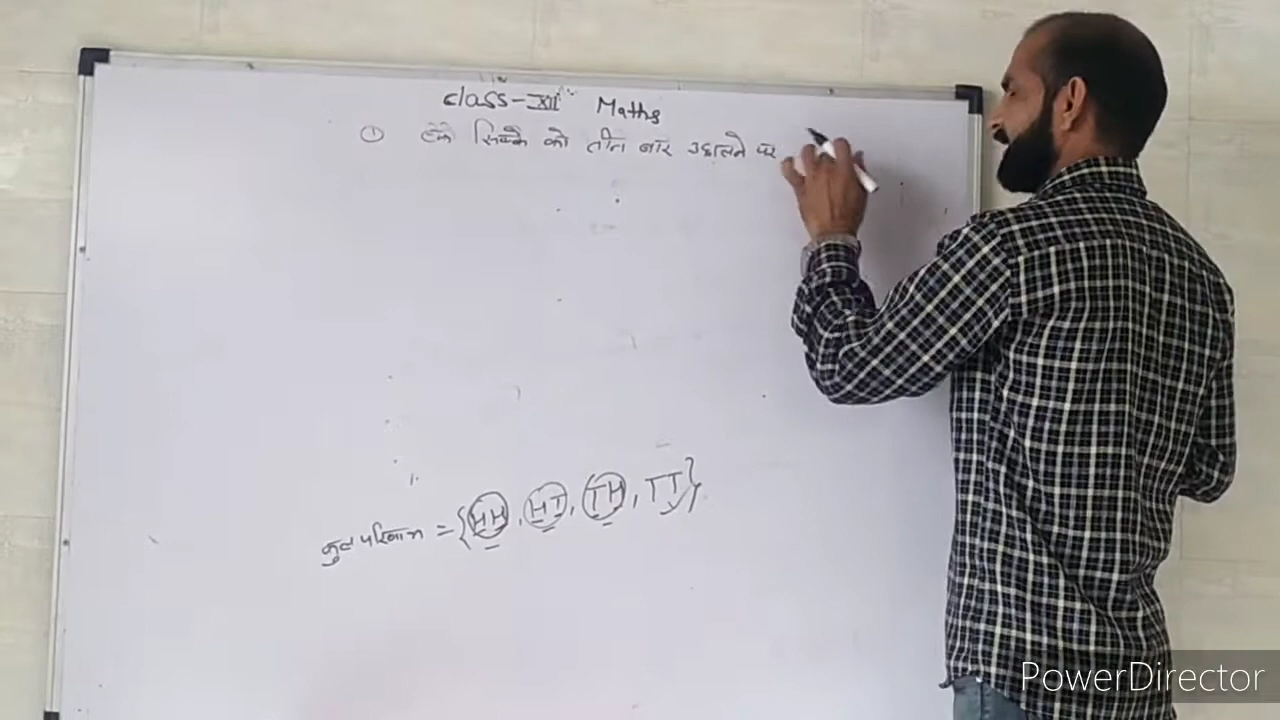 class-XII Maths
① एक सिक्के को तीन बार उछालने पर
कुल परिणाम = {HH, HT, TH, TT}
PowerDirector